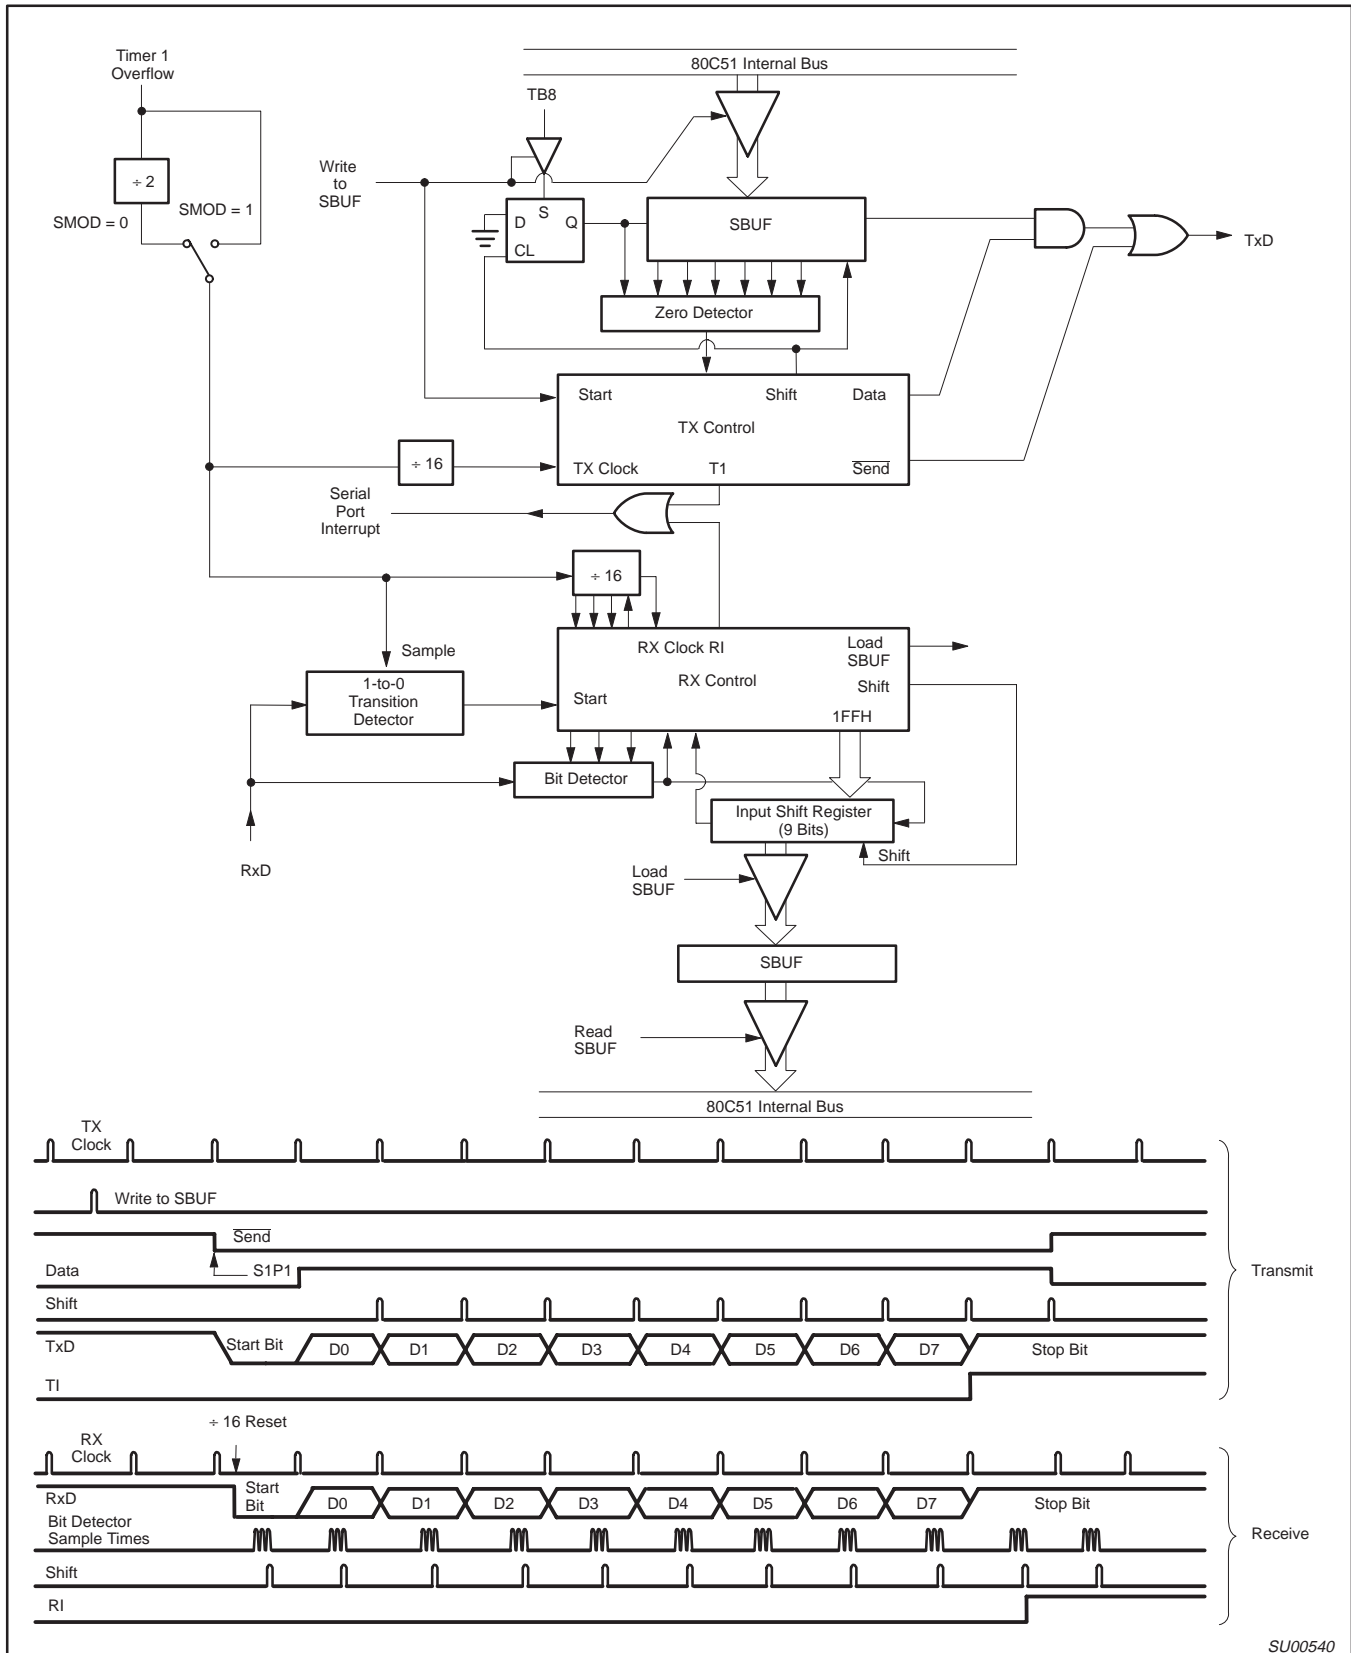 Timer 1
Overflow
80C51 Internal Bus
TB8
Write
to
SBUF
÷ 2
SMOD = 1
SMOD = 0
S
D
Q
CL
SBUF
TxD
Zero Detector
Start
Shift
Data
TX Control
÷ 16
TX Clock
T1
Send
Serial
Port
Interrupt
÷ 16
Sample
RX Clock RI
Load
SBUF
RX Control
Shift
Start
1FFH
1-to-0
Transition
Detector
Bit Detector
Input Shift Register
(9 Bits)
Shift
RxD
Load
SBUF
SBUF
Read
SBUF
80C51 Internal Bus
TX
Clock
Write to SBUF
Send
Data
S1P1
Transmit
Shift
TxD
Start Bit
D0
D1
D2
D3
D4
D5
D6
D7
Stop Bit
TI
÷ 16 Reset
RX
Clock
RxD
Start
Bit
D0
D1
D2
D3
D4
D5
D6
D7
Stop Bit
Bit Detector
Sample Times
Receive
Shift
RI
SU00540